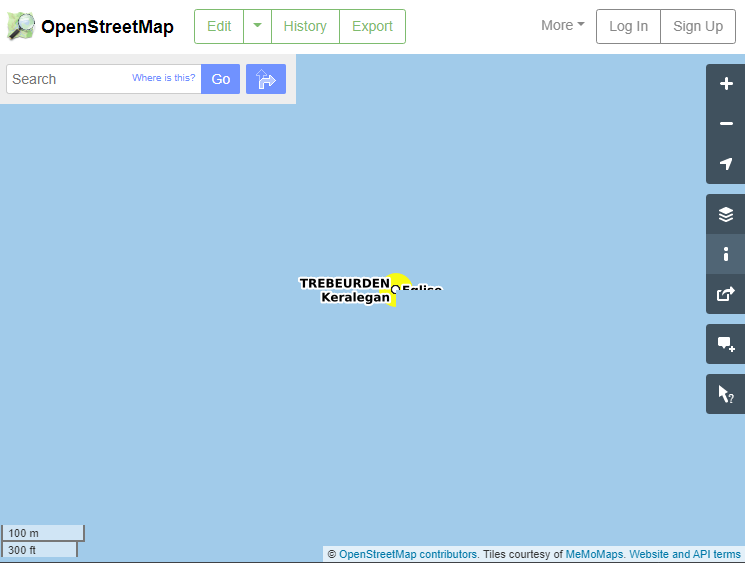 OpenStreetMap
Edit
History
Export
More
Log In
Sign Up
Search
Where is this?
Go
TREBEURDEN
Keralegan
Eglise
100 m
300 ft
© OpenStreetMap contributors. Tiles courtesy of MeMoMaps. Website and API terms